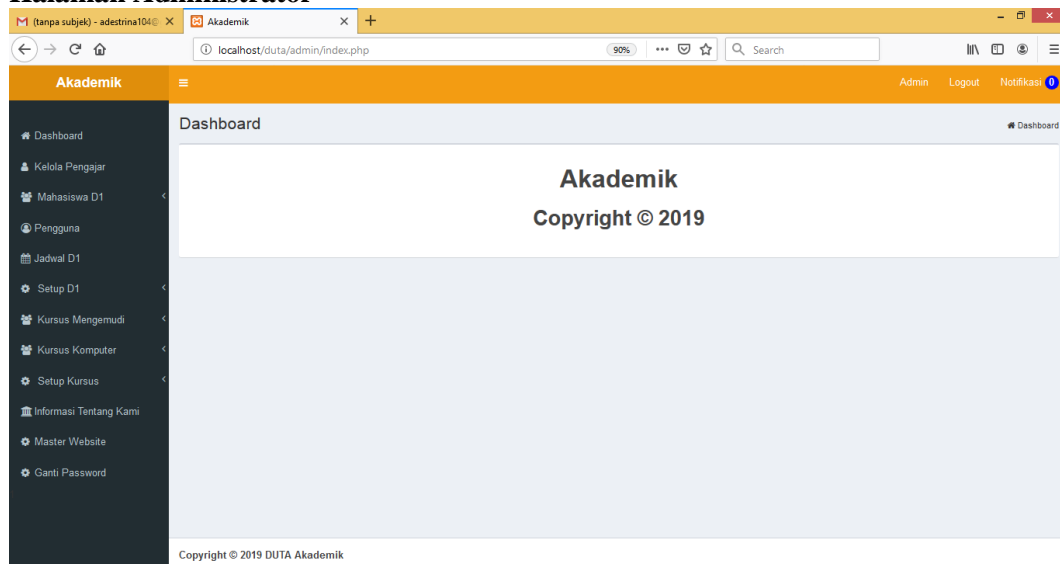 Halaman Administrator
(tanpa subjek) - adestrina104@
Akademik
localhost/duta/admin/index.php
90%
Search
Akademik
Admin Logout Notifikasi 0
Dashboard
Dashboard
Dashboard
Kelola Pengajar
Mahasiswa D1
Pengguna
Jadwal D1
Setup D1
Kursus Mengemudi
Kursus Komputer
Setup Kursus
Informasi Tentang Kami
Master Website
Ganti Password
Akademik
Copyright © 2019
Copyright © 2019 DUTA Akademik